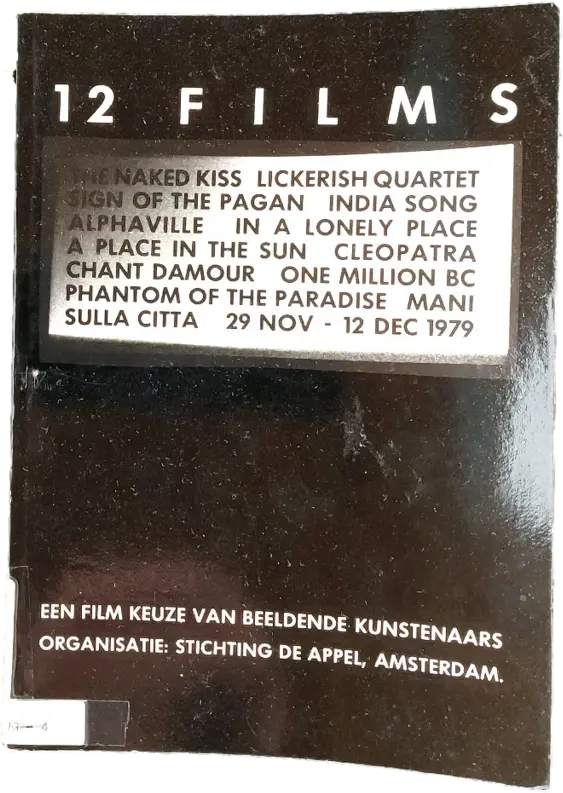 12 FILMS
THE NAKED KISS LICKERISH QUARTET
SIGN OF THE PAGAN INDIA SONG
ALPHAVILLE IN A LONELY PLACE
A PLACE IN THE SUN CLEOPATRA
CHANT DAMOUR ONE MILLION BC
PHANTOM OF THE PARADISE MANI
SULLA CITTA 29 NOV - 12 DEC 1979
EEN FILM KEUZE VAN BEELDENDE KUNSTENAARS
ORGANISATIE: STICHTING DE APPEL, AMSTERDAM.